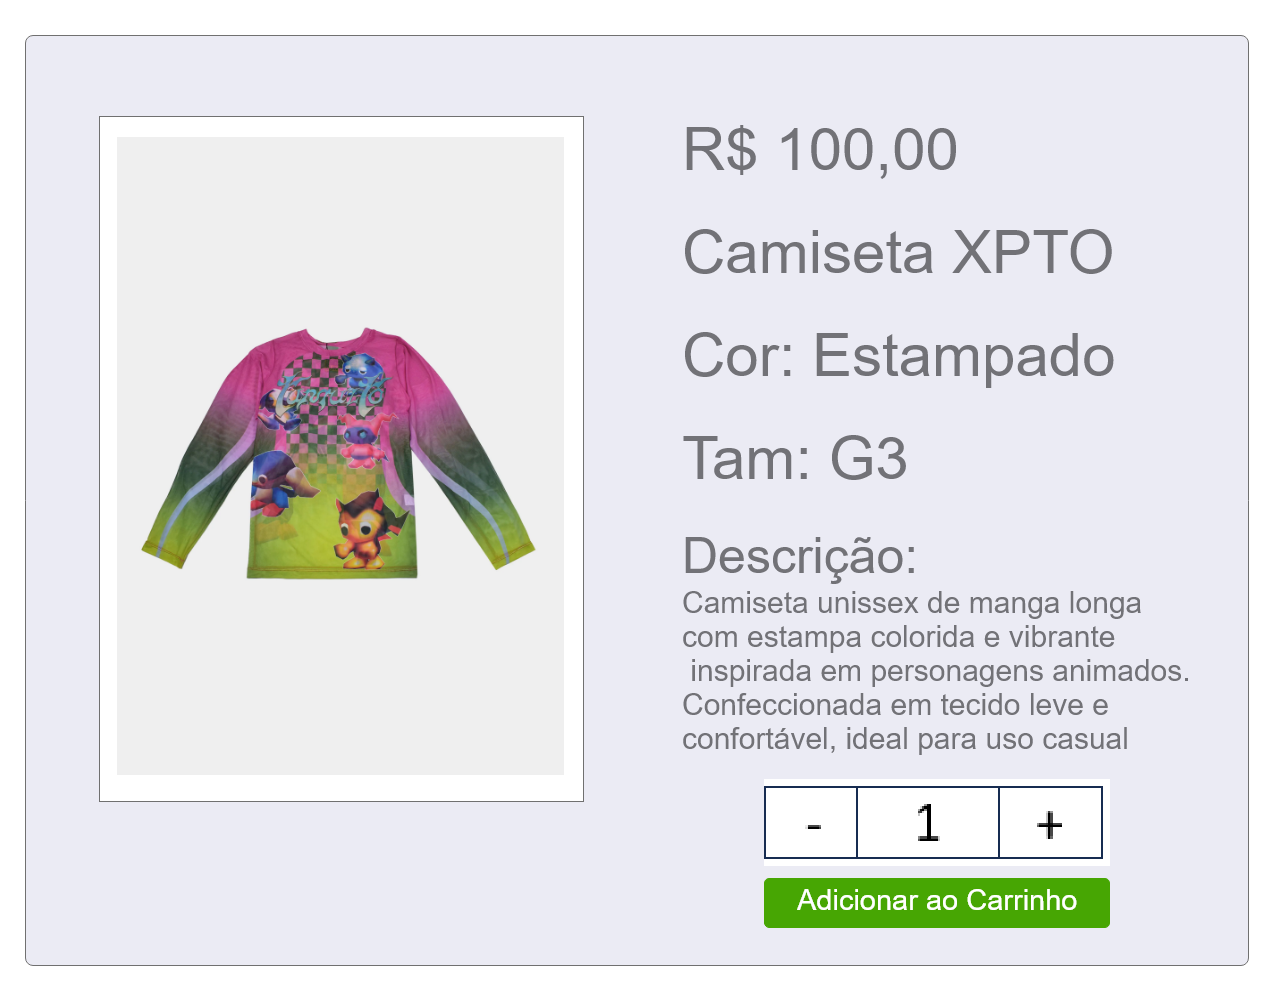 R$ 100,00
Camiseta XPTO
Cor: Estampado
Tam: G3
Descrição:
Camiseta unissex de manga longa
com estampa colorida e vibrante
inspirada em personagens animados.
Confeccionada em tecido leve e
confortável, ideal para uso casual
- 1 +
Adicionar ao Carrinho